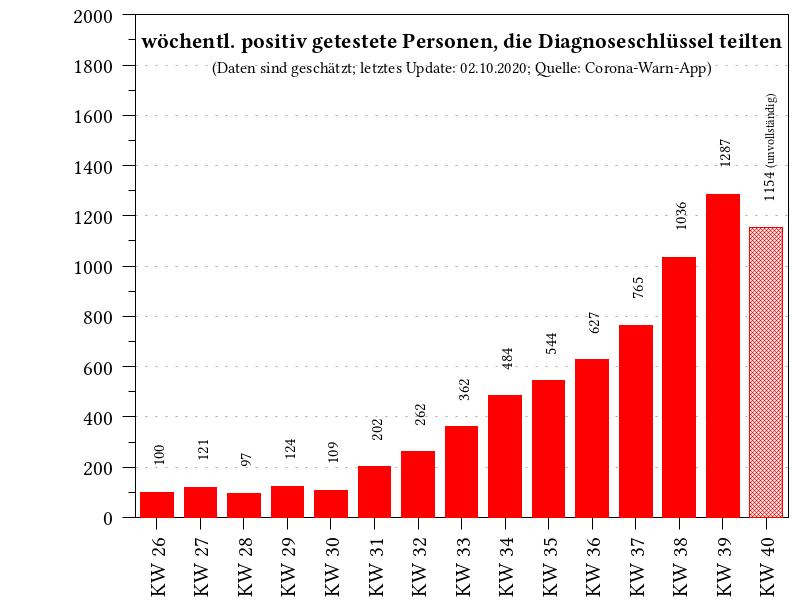 wöchentl. positiv getestete Personen, die Diagnoseschlüssel teilten
(Daten sind geschätzt; letztes Update: 02.10.2020; Quelle: Corona-Warn-App)
2000
1800
1600
1400
1200
1000
800
600
400
200
0
100
121
97
124
109
202
262
362
484
544
627
765
1036
1287
1154 (unvollständig)
KW 26
KW 27
KW 28
KW 29
KW 30
KW 31
KW 32
KW 33
KW 34
KW 35
KW 36
KW 37
KW 38
KW 39
KW 40